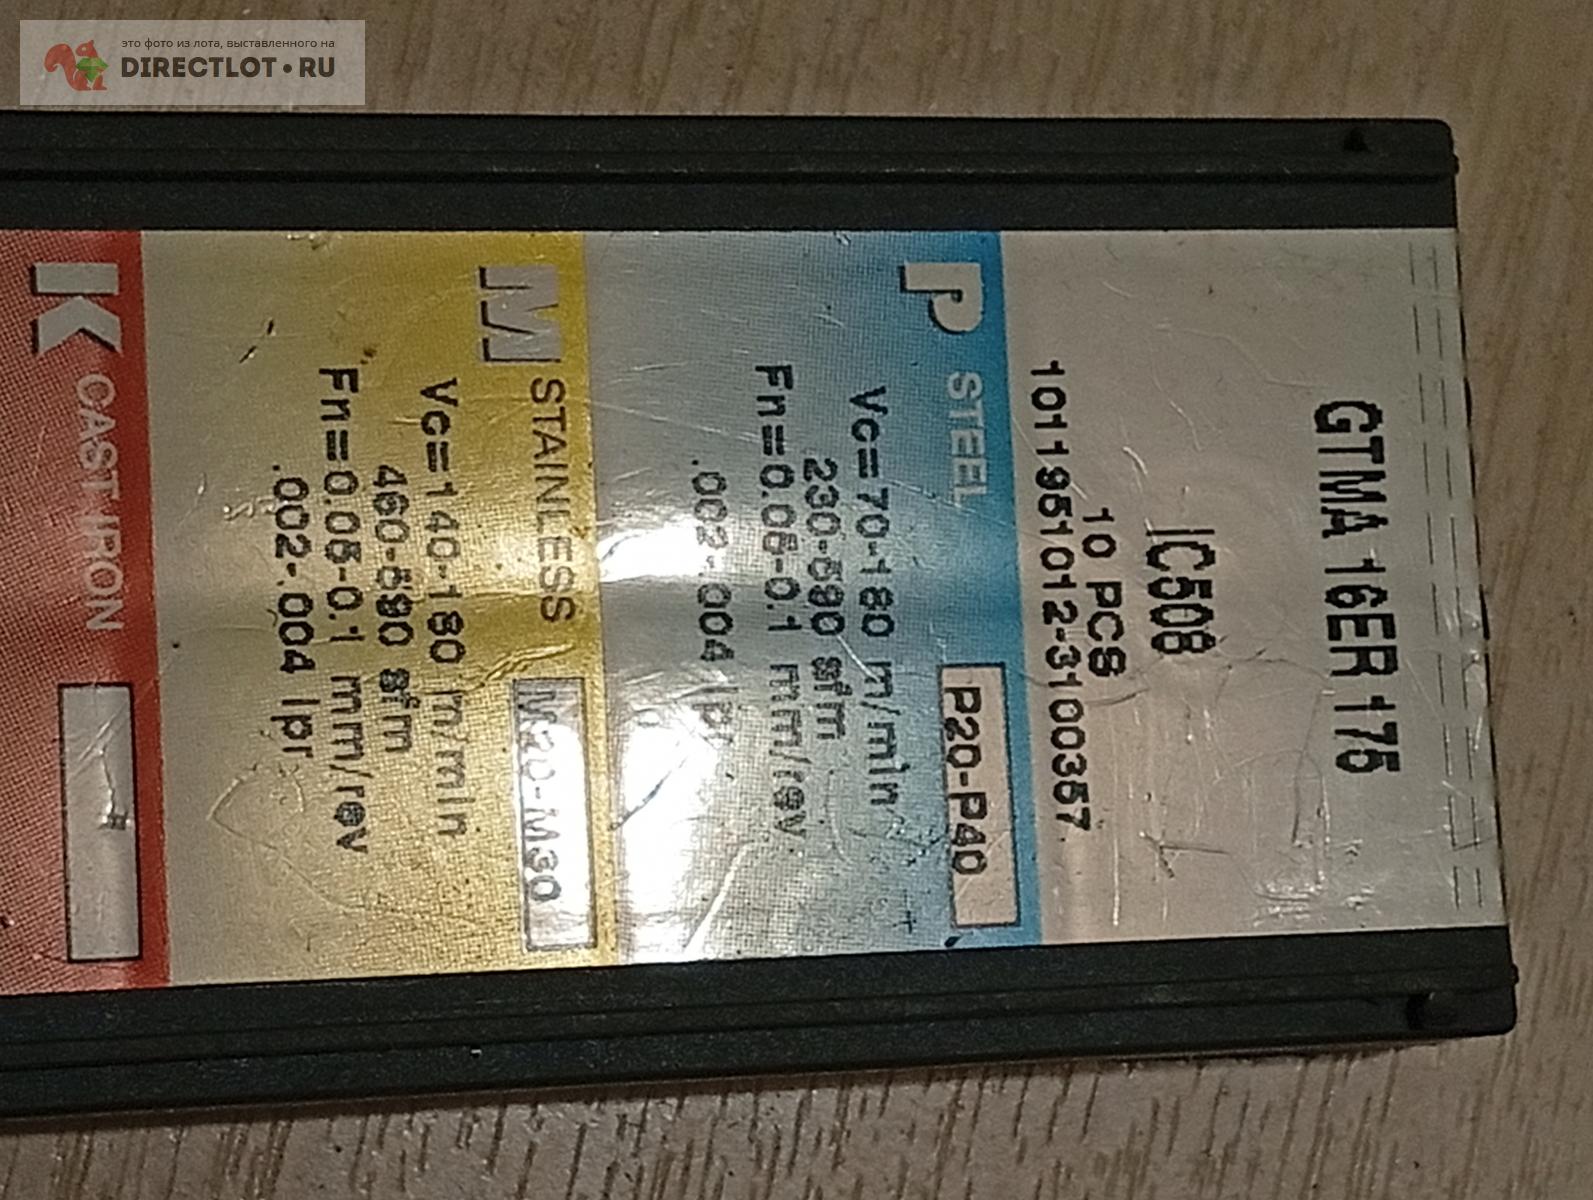 это фото из лота, выставленного на
DIRECTLOT.RU
GTMA 16ER 175
IC508
10 PCS
101195101012-3100357
P STEEL P20-P40
Vc=70-180 m/min
230-590 sfm
Fn=0.05-0.1 mm/rev
.002-.004 ipr
M STAINLESS M20-M30
Vc=140-180 m/min
460-590 sfm
Fn=0.05-0.1 mm/rev
.002-.004 ipr
K CAST-IRON